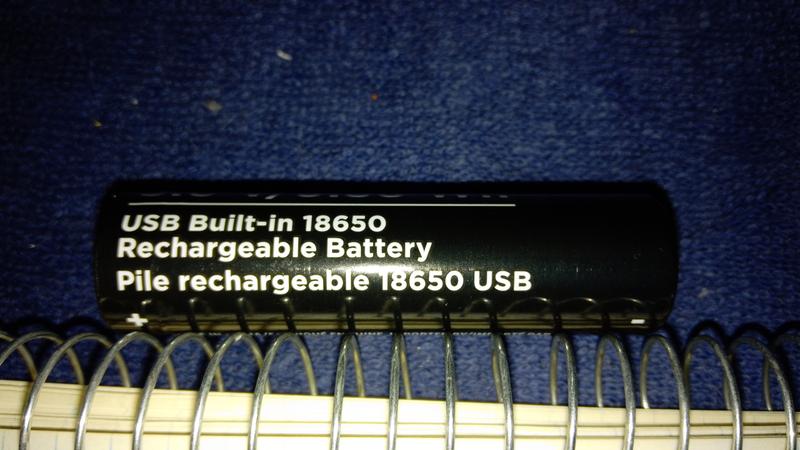 USB Built-in 18650
Rechargeable Battery
Pile rechargeable 18650 USB
+ -